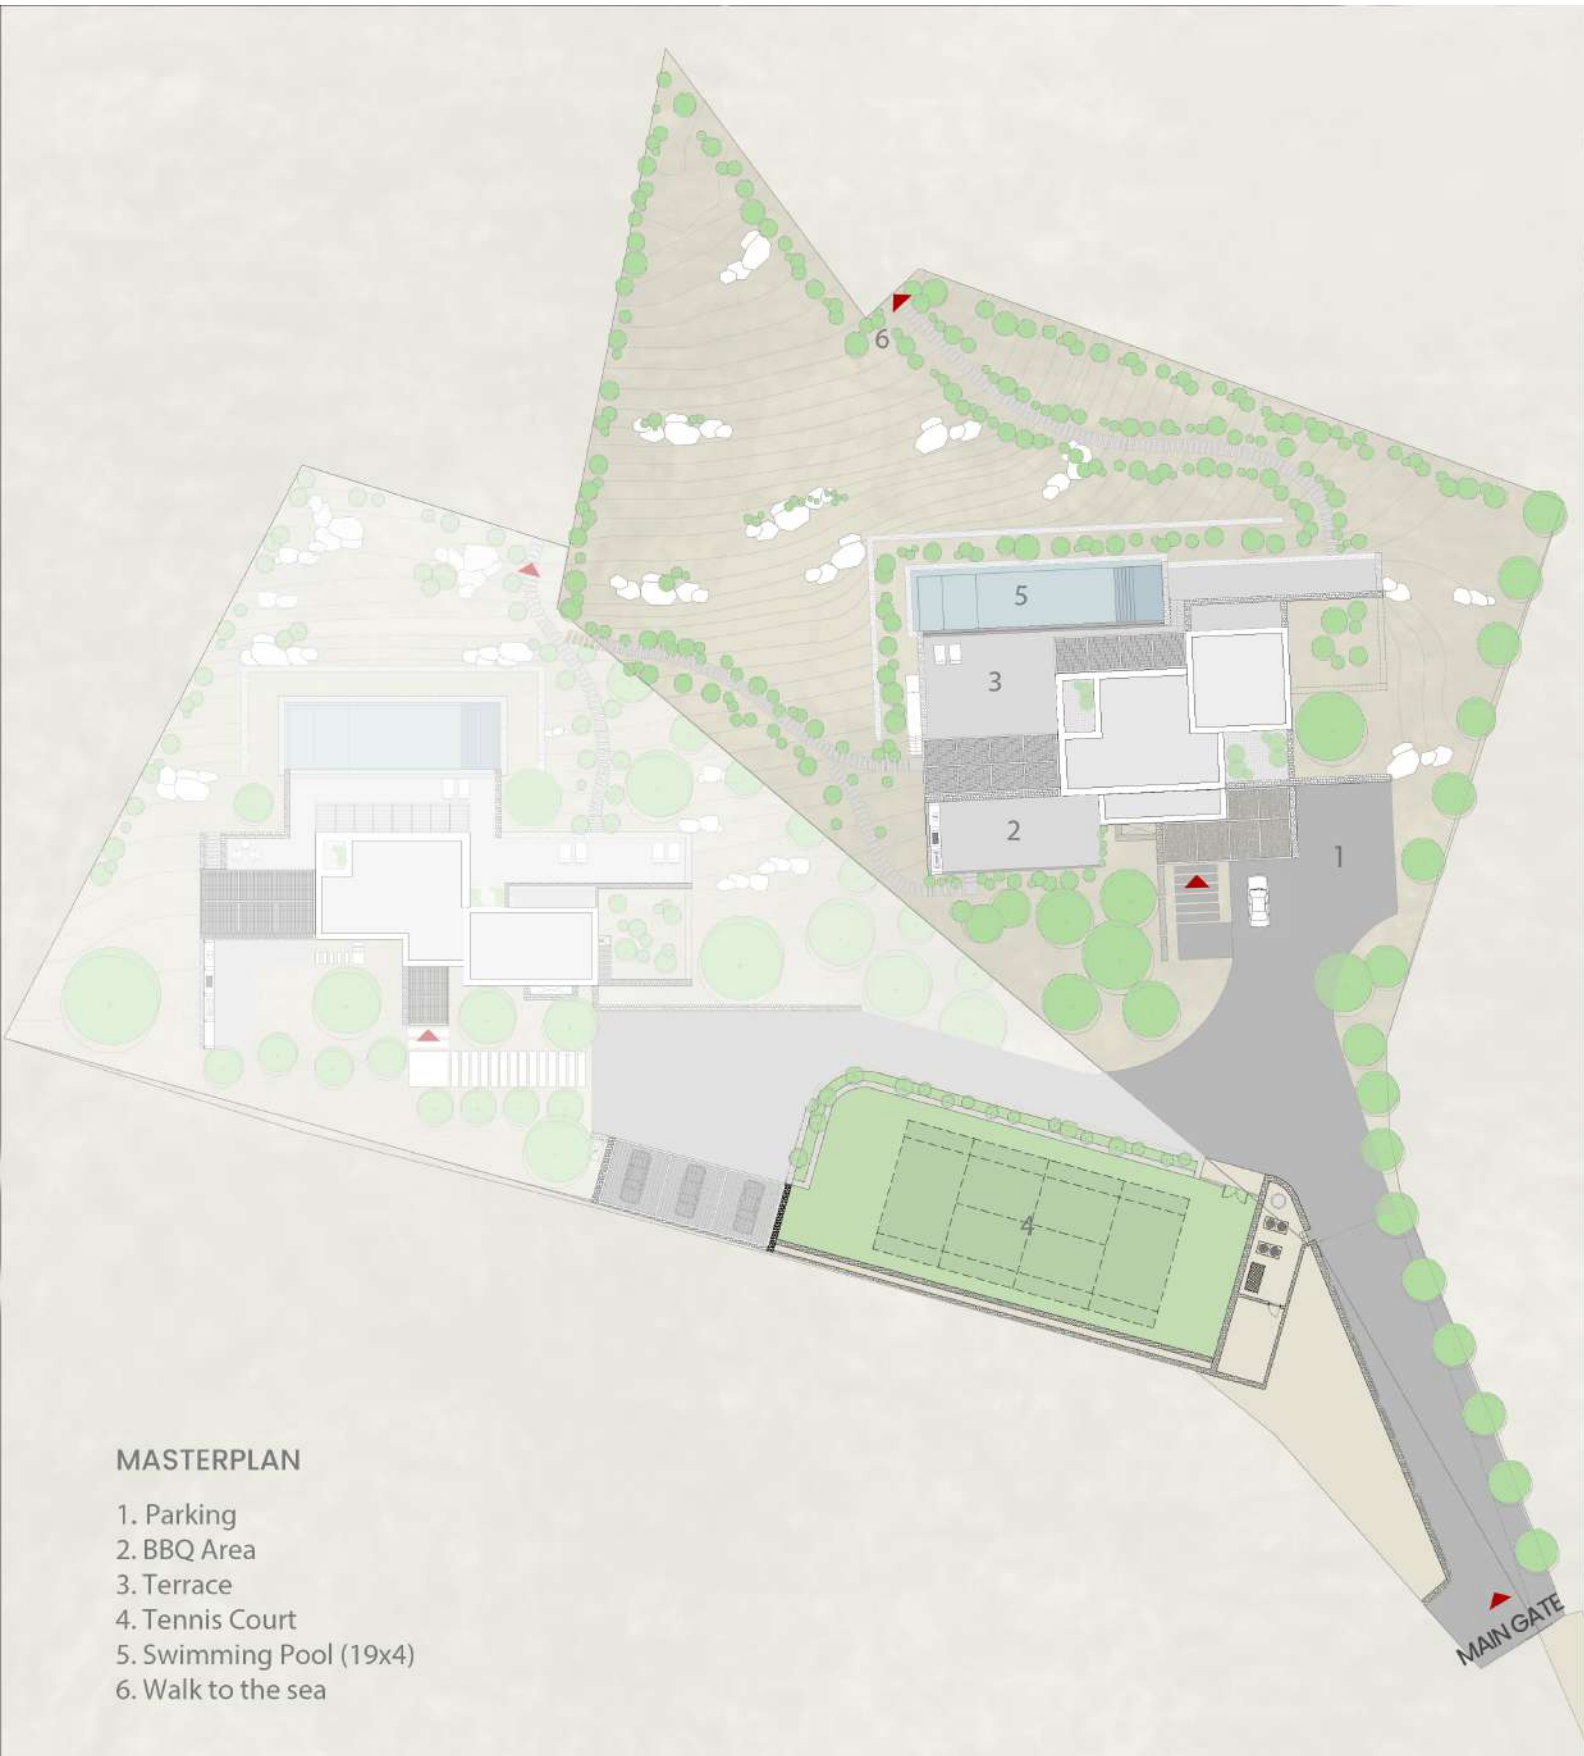 6
5
3
2
1
4
MASTERPLAN
1. Parking
2. BBQ Area
3. Terrace
4. Tennis Court
5. Swimming Pool (19x4)
6. Walk to the sea
MAIN GATE